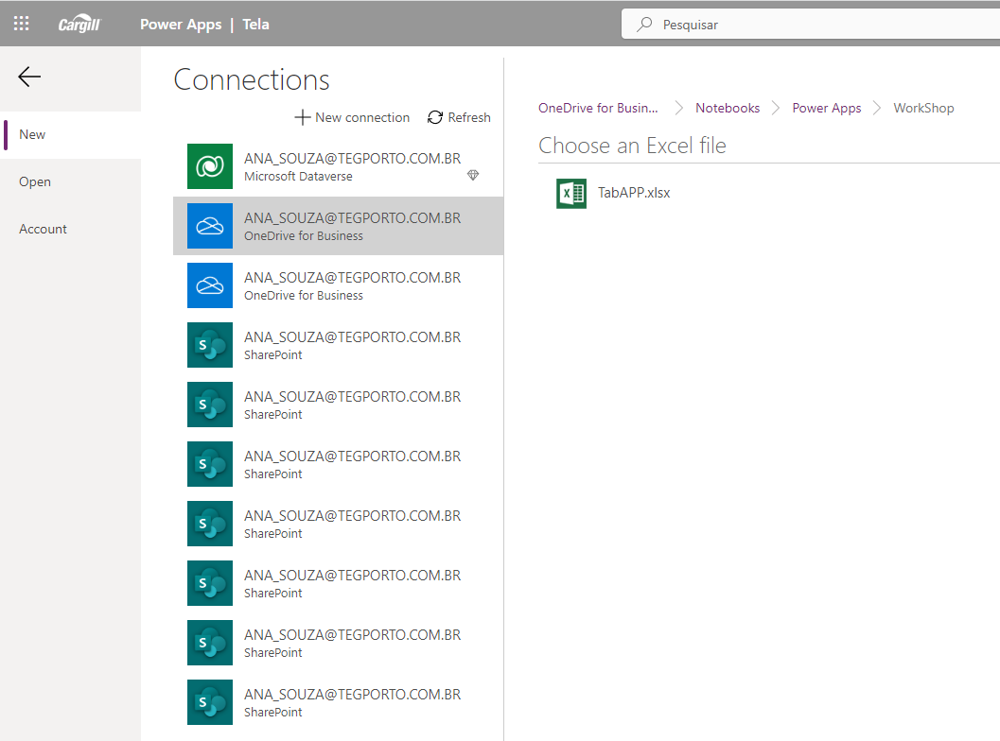 Cargill
Power Apps | Tela
Pesquisar
New
Open
Account
Connections
New connection
Refresh
ANA_SOUZA@TEGPORTO.COM.BR
Microsoft Dataverse
ANA_SOUZA@TEGPORTO.COM.BR
OneDrive for Business
ANA_SOUZA@TEGPORTO.COM.BR
OneDrive for Business
ANA_SOUZA@TEGPORTO.COM.BR
SharePoint
ANA_SOUZA@TEGPORTO.COM.BR
SharePoint
ANA_SOUZA@TEGPORTO.COM.BR
SharePoint
ANA_SOUZA@TEGPORTO.COM.BR
SharePoint
ANA_SOUZA@TEGPORTO.COM.BR
SharePoint
ANA_SOUZA@TEGPORTO.COM.BR
SharePoint
ANA_SOUZA@TEGPORTO.COM.BR
SharePoint
OneDrive for Busin... > Notebooks > Power Apps > WorkShop
Choose an Excel file
TabAPP.xlsx